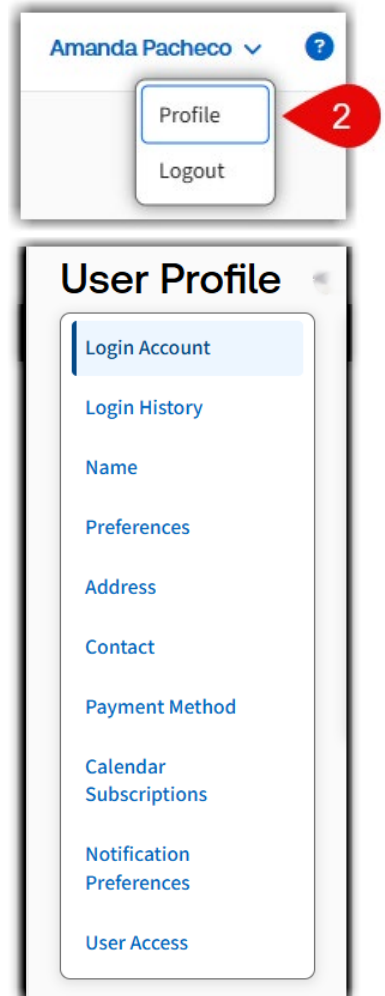 Amanda Pacheco ?
Profile 2
Logout
User Profile
Login Account
Login History
Name
Preferences
Address
Contact
Payment Method
Calendar
Subscriptions
Notification
Preferences
User Access